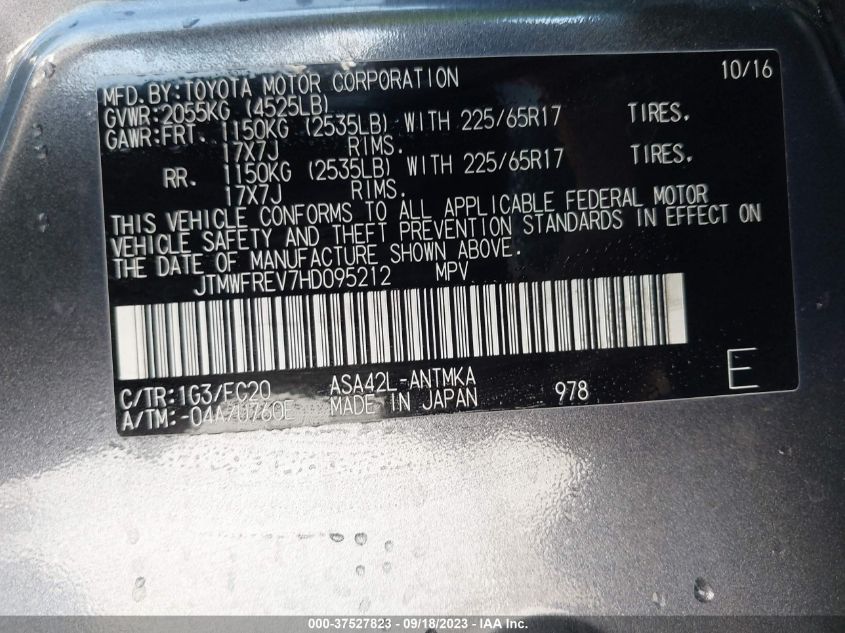 MFD. BY: TOYOTA MOTOR CORPORATION 10/16
GVWR: 2055KG (4525LB)
GAWR: FRT. 1150KG (2535LB) WITH 225/65R17 TIRES.
17X7J RIMS.
RR. 1150KG (2535LB) WITH 225/65R17 TIRES.
17X7J RIMS.
THIS VEHICLE CONFORMS TO ALL APPLICABLE FEDERAL MOTOR
VEHICLE SAFETY AND THEFT PREVENTION STANDARDS IN EFFECT ON
THE DATE OF MANUFACTURE SHOWN ABOVE.
JTMWFREV7HD095212 MPV
C/TR: 1G3/FC20 ASA42L-ANTMKA
A/TM: -04A/U760E MADE IN JAPAN 978 E
000-37527823 - 09/18/2023 - IAA Inc.